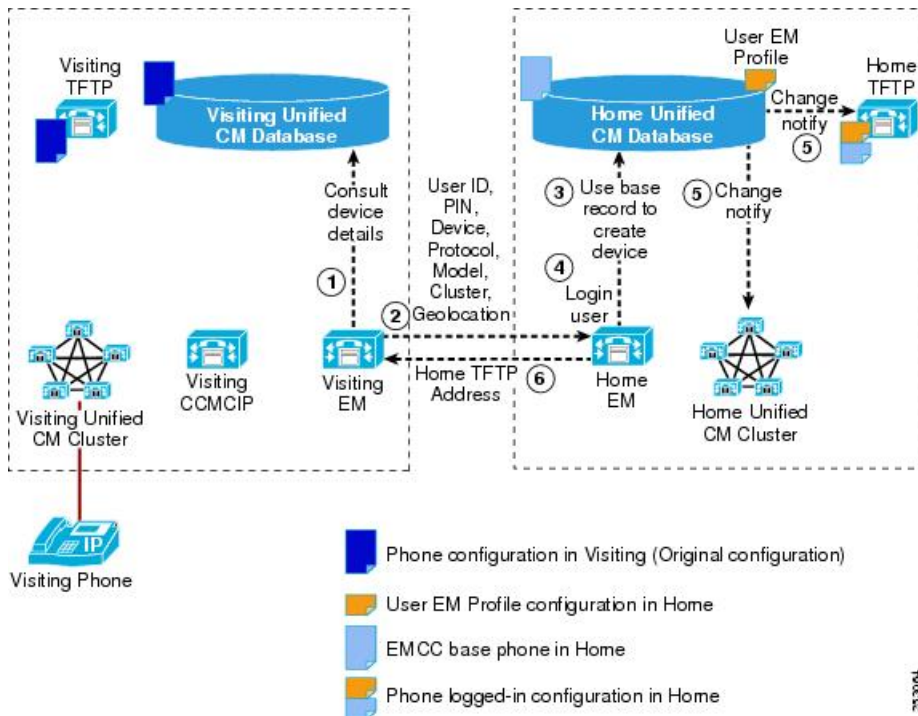 Visiting
TFTP
Visiting Unified
CM Database
User EM
Profile
Home
TFTP
Home Unified
CM Database
Change
notify
5
Consult
device
details
1
User ID,
PIN,
Device,
Protocol,
Model,
Cluster,
Geolocation
2
3
Use base
record to
create
device
4
Login
user
5
Change
notify
Visiting Unified
CM Cluster
Visiting
CCMCIP
Visiting
EM
Home TFTP
Address
6
Home
EM
Home Unified
CM Cluster
IP
Visiting Phone
Phone configuration in Visiting (Original configuration)
User EM Profile configuration in Home
EMCC base phone in Home
Phone logged-in configuration in Home